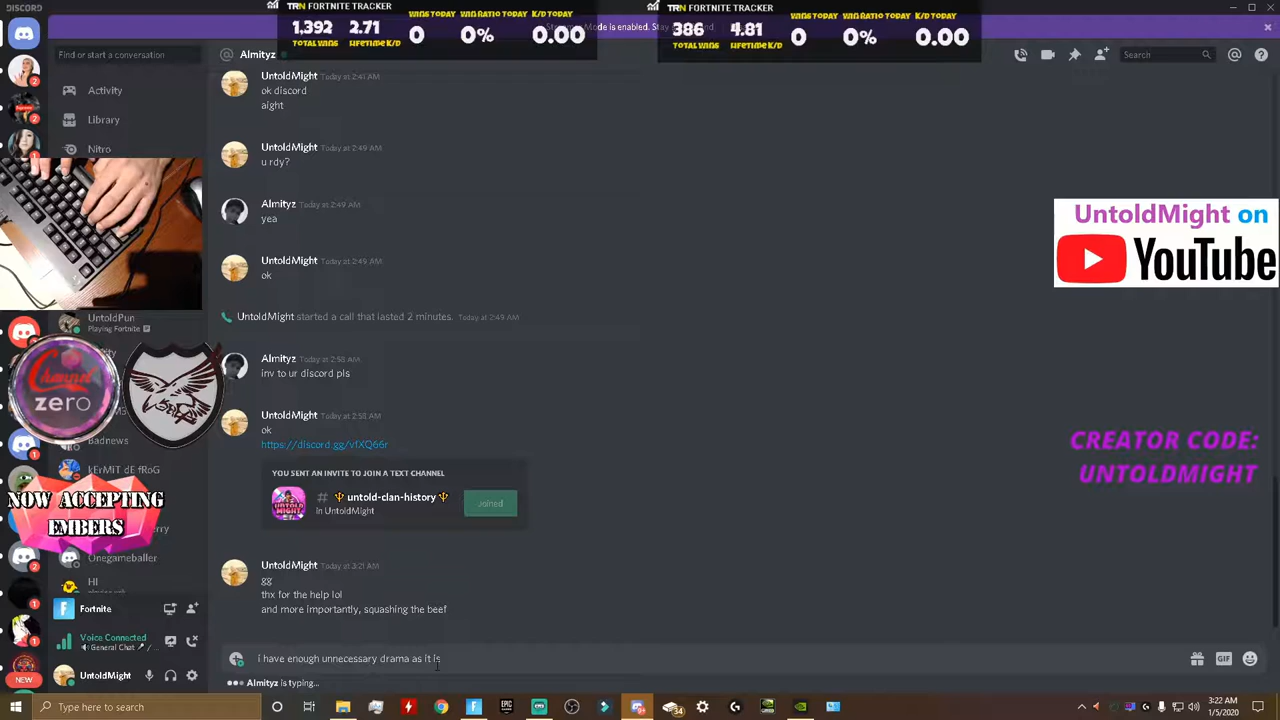 DISCORD
TRN FORTNITE TRACKER
1,392
TOTAL WINS
2.71
LIFETIME K/D
WINS TODAY
0
WIN RATIO TODAY
0%
K/D TODAY
0.00
TRN FORTNITE TRACKER
386
TOTAL WINS
4.81
LIFETIME K/D
WINS TODAY
0
WIN RATIO TODAY
0%
K/D TODAY
0.00
Mode is enabled.
Find or start a conversation
@ Almityz
Search
Activity
Library
Nitro
UntoldMight Today at 2:41 AM
ok discord
aight
UntoldMight Today at 2:49 AM
u rdy?
Almityz Today at 2:49 AM
yea
UntoldMight Today at 2:49 AM
ok
UntoldMight started a call that lasted 2 minutes. Today at 2:49 AM
Almityz Today at 2:58 AM
inv to ur discord pls
UntoldMight Today at 2:58 AM
ok
https://discord.gg/vfXQ66r
YOU SENT AN INVITE TO JOIN A TEXT CHANNEL
# untold-clan-history
in UntoldMight
Joined
UntoldMight Today at 3:21 AM
gg
thx for the help lol
and more importantly, squashing the beef
i have enough unnecessary drama as it is
GIF
Almityz is typing...
UntoldPun
Playing Fortnite
Channel
zero
Badnews
kErMiT dE fRoG
NOW ACCEPTING
EMBERS
Onegameballer
HI
Fortnite
Voice Connected
General Chat /
UntoldMight
NEW
UntoldMight on
YouTube
CREATOR CODE:
UNTOLDMIGHT
Type here to search
EPIC
34
3:22 AM
1/5/2020